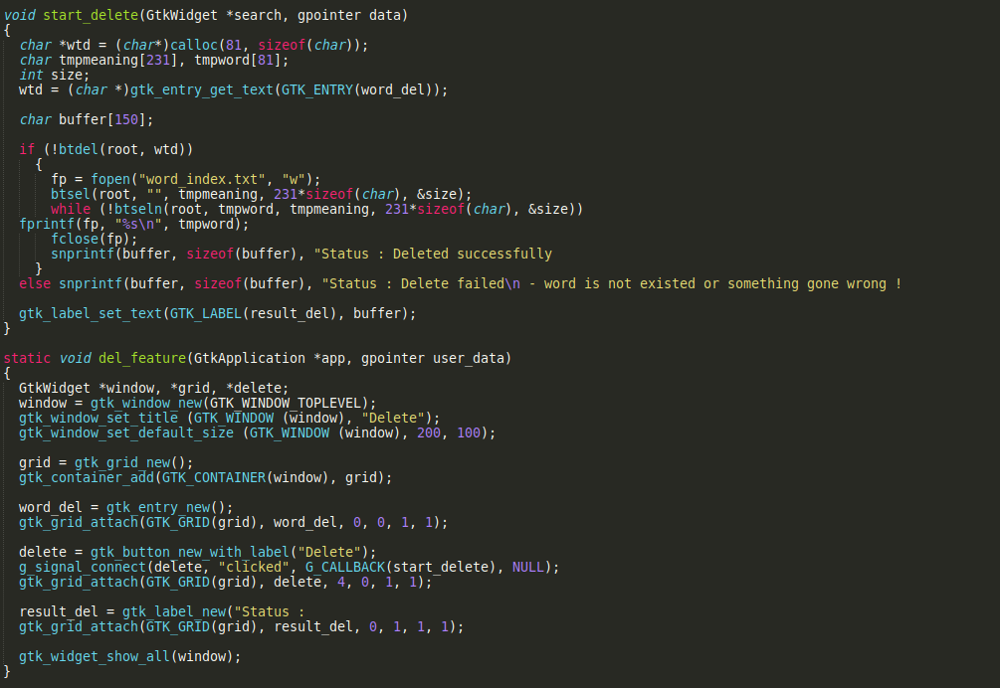 void start_delete(GtkWidget *search, gpointer data)
{
  char *wtd = (char*)calloc(81, sizeof(char));
  char tmpmeaning[231], tmpword[81];
  int size;
  wtd = (char *)gtk_entry_get_text(GTK_ENTRY(word_del));

  char buffer[150];

  if (!btdel(root, wtd))
    {
      fp = fopen("word_index.txt", "w");
      btsel(root, "", tmpmeaning, 231*sizeof(char), &size);
      while (!btseln(root, tmpword, tmpmeaning, 231*sizeof(char), &size))
  fprintf(fp, "%s\n", tmpword);
      fclose(fp);
      snprintf(buffer, sizeof(buffer), "Status : Deleted successfully
    }
  else snprintf(buffer, sizeof(buffer), "Status : Delete failed\n - word is not existed or something gone wrong !

  gtk_label_set_text(GTK_LABEL(result_del), buffer);
}

static void del_feature(GtkApplication *app, gpointer user_data)
{
  GtkWidget *window, *grid, *delete;
  window = gtk_window_new(GTK_WINDOW_TOPLEVEL);
  gtk_window_set_title (GTK_WINDOW (window), "Delete");
  gtk_window_set_default_size (GTK_WINDOW (window), 200, 100);

  grid = gtk_grid_new();
  gtk_container_add(GTK_CONTAINER(window), grid);

  word_del = gtk_entry_new();
  gtk_grid_attach(GTK_GRID(grid), word_del, 0, 0, 1, 1);

  delete = gtk_button_new_with_label("Delete");
  g_signal_connect(delete, "clicked", G_CALLBACK(start_delete), NULL);
  gtk_grid_attach(GTK_GRID(grid), delete, 4, 0, 1, 1);

  result_del = gtk_label_new("Status :
  gtk_grid_attach(GTK_GRID(grid), result_del, 0, 1, 1, 1);

  gtk_widget_show_all(window);
}